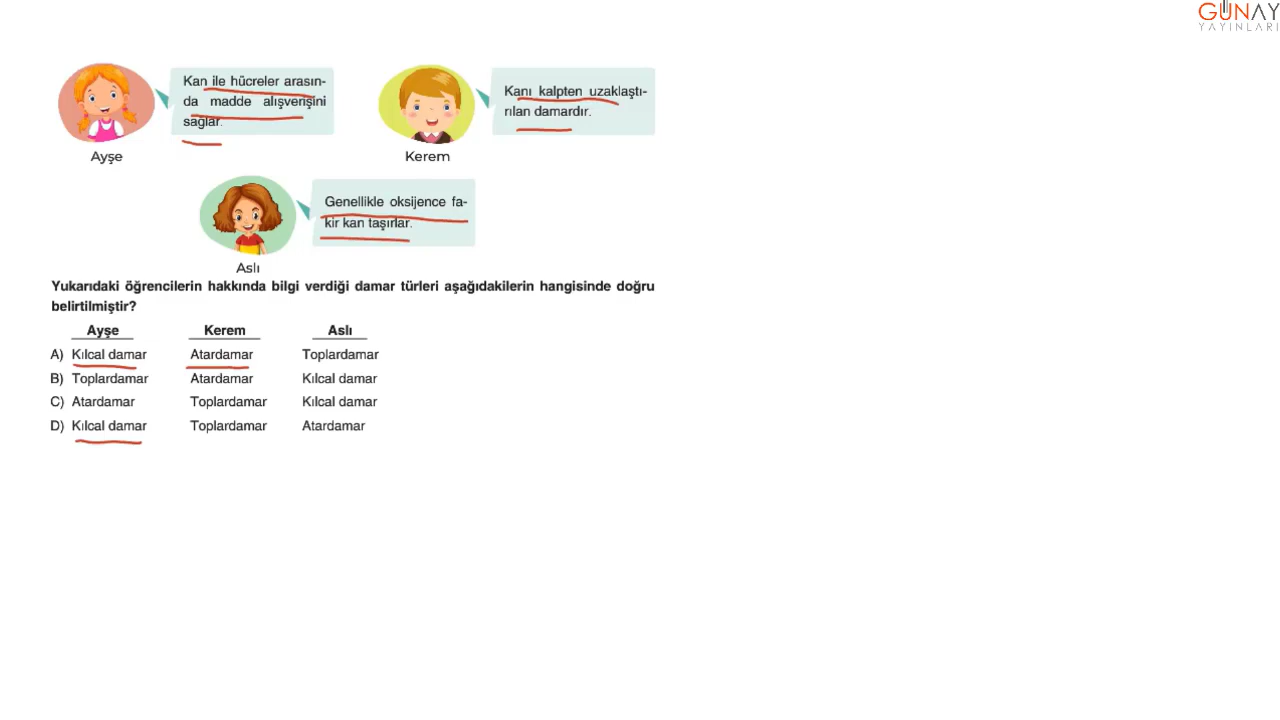 GÜNAY
YAYINLARI
Kan ile hücreler arasın-
da madde alışverişini
sağlar.
Ayşe
Kanı kalpten uzaklaştı-
rılan damardır.
Kerem
Genellikle oksijence fa-
kir kan taşırlar.
Aslı
Yukarıdaki öğrencilerin hakkında bilgi verdiği damar türleri aşağıdakilerin hangisinde doğru
belirtilmiştir?
Ayşe Kerem Aslı
A) Kılcal damar Atardamar Toplardamar
B) Toplardamar Atardamar Kılcal damar
C) Atardamar Toplardamar Kılcal damar
D) Kılcal damar Toplardamar Atardamar